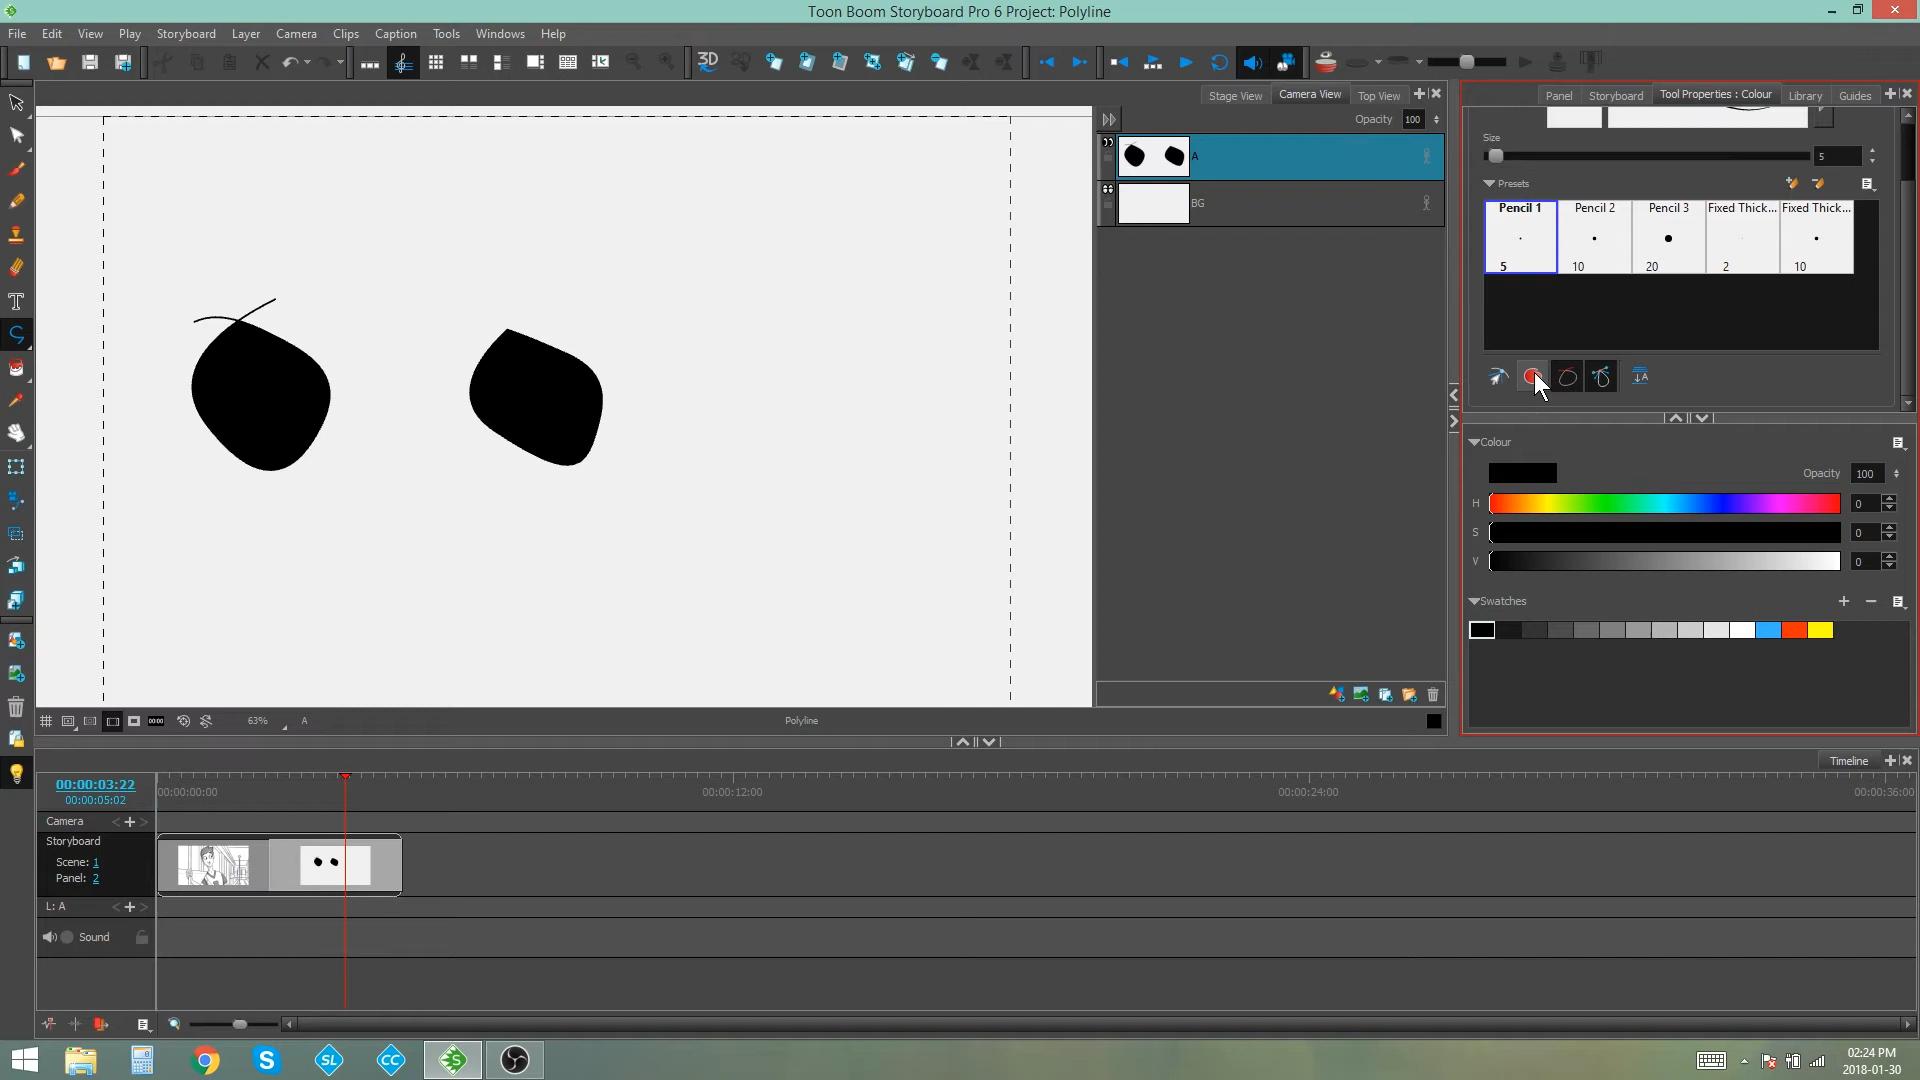 Toon Boom Storyboard Pro 6 Project: Polyline
File Edit View Play Storyboard Layer Camera Clips Caption Tools Windows Help
3D
Stage View Camera View Top View
Opacity 100
A
BG
Panel Storyboard Tool Properties : Colour Library Guides
Size
5
Presets
Pencil 1 Pencil 2 Pencil 3 Fixed Thick... Fixed Thick...
5 10 20 2 10
Colour
Opacity 100
H 0
S 0
V 0
Swatches
T
63% A Polyline
Timeline
00:00:03:22
00:00:05:02
00:00:00:00 00:00:12:00 00:00:24:00 00:00:36:00
Camera
Storyboard
Scene: 1
Panel: 2
L: A
Sound
S SL CC S
02:24 PM
2018-01-30